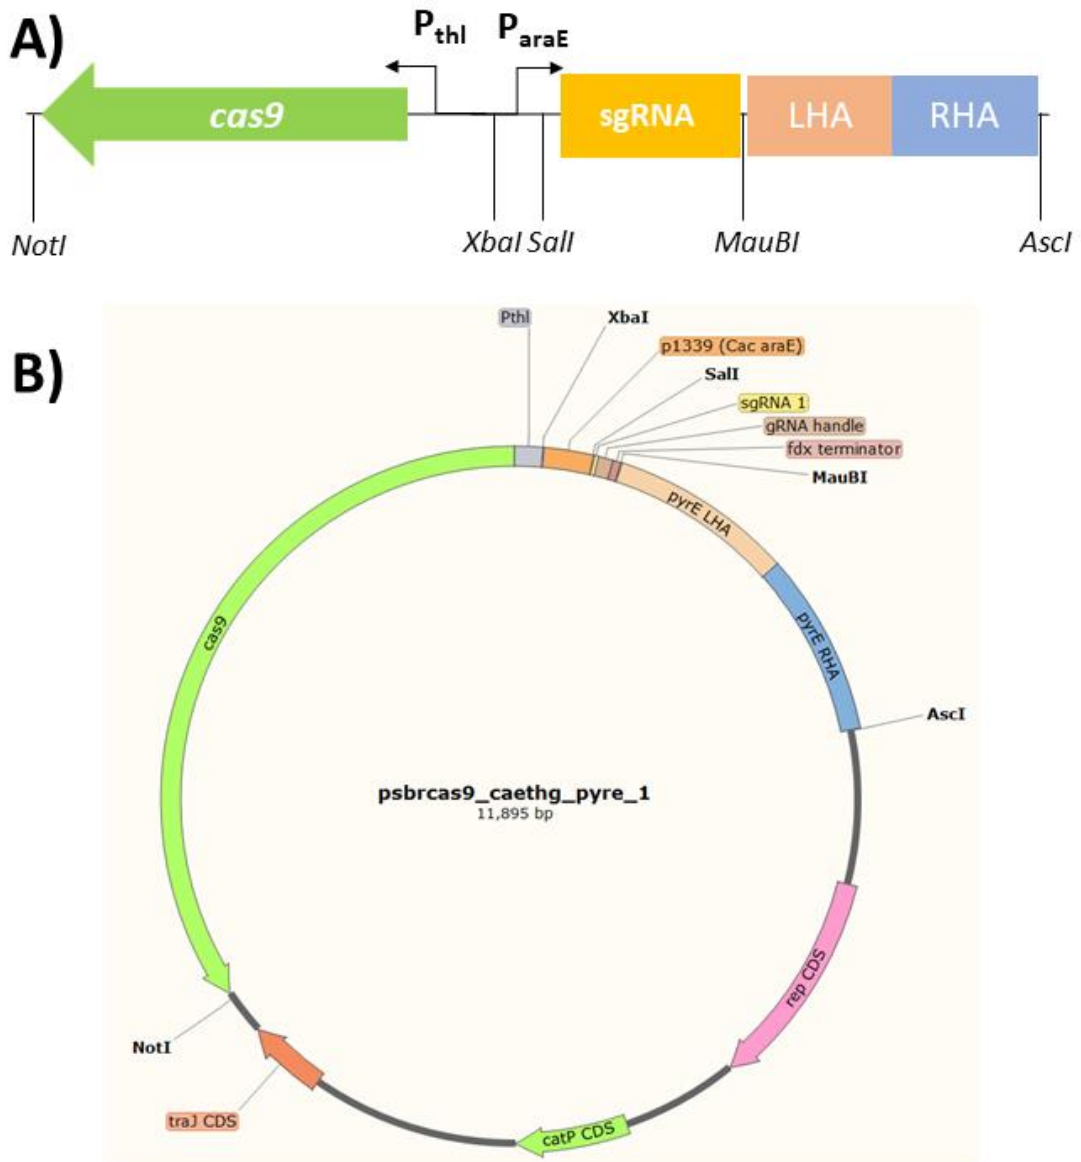 A)
Pthl ParaE
cas9
sgRNA
LHA
RHA
NotI
XbaI SalI
MauBI
AscI
B)
Pthl
XbaI
p1339 (Cac araE)
SalI
sgRNA 1
gRNA handle
fdx terminator
MauBI
pyrE LHA
pyrE RHA
cas9
AscI
psbrcas9_caethg_pyre_1
11,895 bp
rep CDS
NotI
traJ CDS
catP CDS